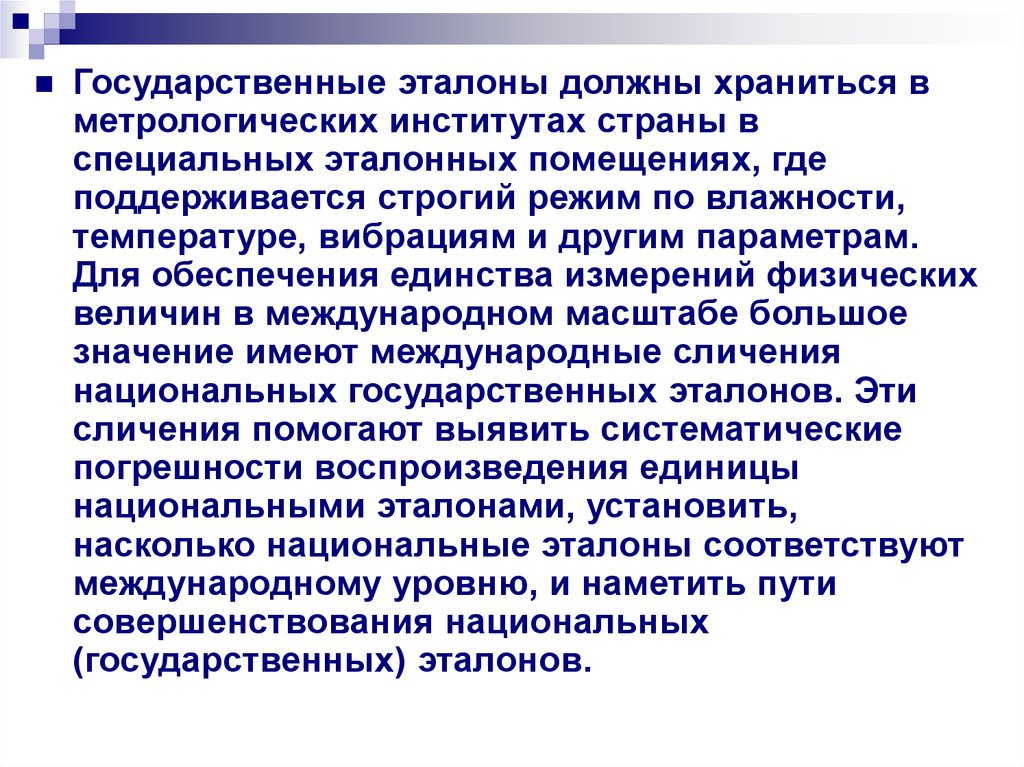 Государственные эталоны должны храниться в
метрологических институтах страны в
специальных эталонных помещениях, где
поддерживается строгий режим по влажности,
температуре, вибрациям и другим параметрам.
Для обеспечения единства измерений физических
величин в международном масштабе большое
значение имеют международные сличения
национальных государственных эталонов. Эти
сличения помогают выявить систематические
погрешности воспроизведения единицы
национальными эталонами, установить,
насколько национальные эталоны соответствуют
международному уровню, и наметить пути
совершенствования национальных
(государственных) эталонов.